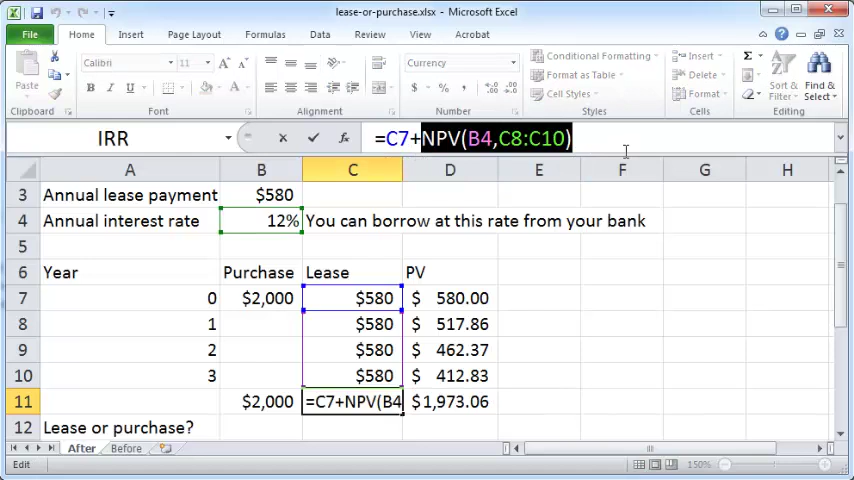 lease-or-purchase.xlsx - Microsoft Excel
File Home Insert Page Layout Formulas Data Review View Acrobat
Paste Calibri 11 A A Currency Conditional Formatting Insert Σ
B I U $ % , Format as Table Delete Sort & Filter Find & Select
Cell Styles Format
Clipboard Font Alignment Number Styles Cells Editing
IRR fx =C7+NPV(B4,C8:C10)
A B C D E F G H
3 Annual lease payment $580
4 Annual interest rate 12% You can borrow at this rate from your bank
5
6 Year Purchase Lease PV
7 0 $2,000 $580 $ 580.00
8 1 $580 $ 517.86
9 2 $580 $ 462.37
10 3 $580 $ 412.83
11 $2,000 =C7+NPV(B4 $1,973.06
12 Lease or purchase?
After Before
Edit 150%